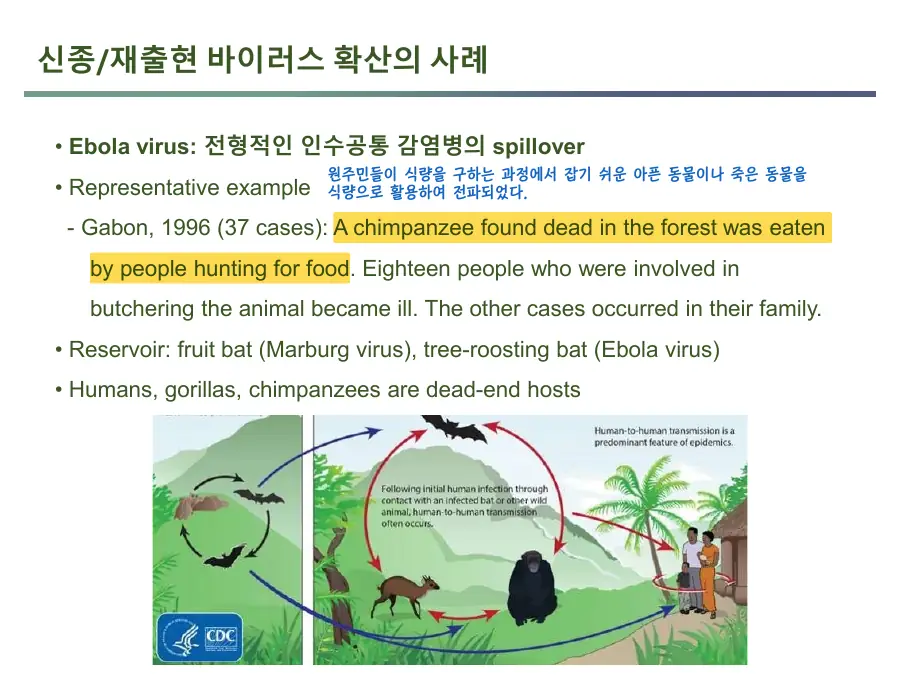 신종/재출현 바이러스 확산의 사례
• Ebola virus: 전형적인 인수공통 감염병의 spillover
• Representative example
원주민들이 식량을 구하는 과정에서 잡기 쉬운 아픈 동물이나 죽은 동물을
식량으로 활용하여 전파되었다.
- Gabon, 1996 (37 cases): A chimpanzee found dead in the forest was eaten
by people hunting for food. Eighteen people who were involved in
butchering the animal became ill. The other cases occurred in their family.
• Reservoir: fruit bat (Marburg virus), tree-roosting bat (Ebola virus)
• Humans, gorillas, chimpanzees are dead-end hosts
Human-to-human transmission is a
predominant feature of epidemics.
Following initial human infection through
contact with an infected bat or other wild
animal, human-to-human transmission
often occurs.
CDC